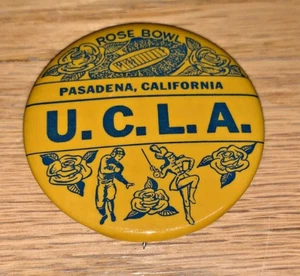 ROSE BOWL
PASADENA, CALIFORNIA
U.C.L.A.